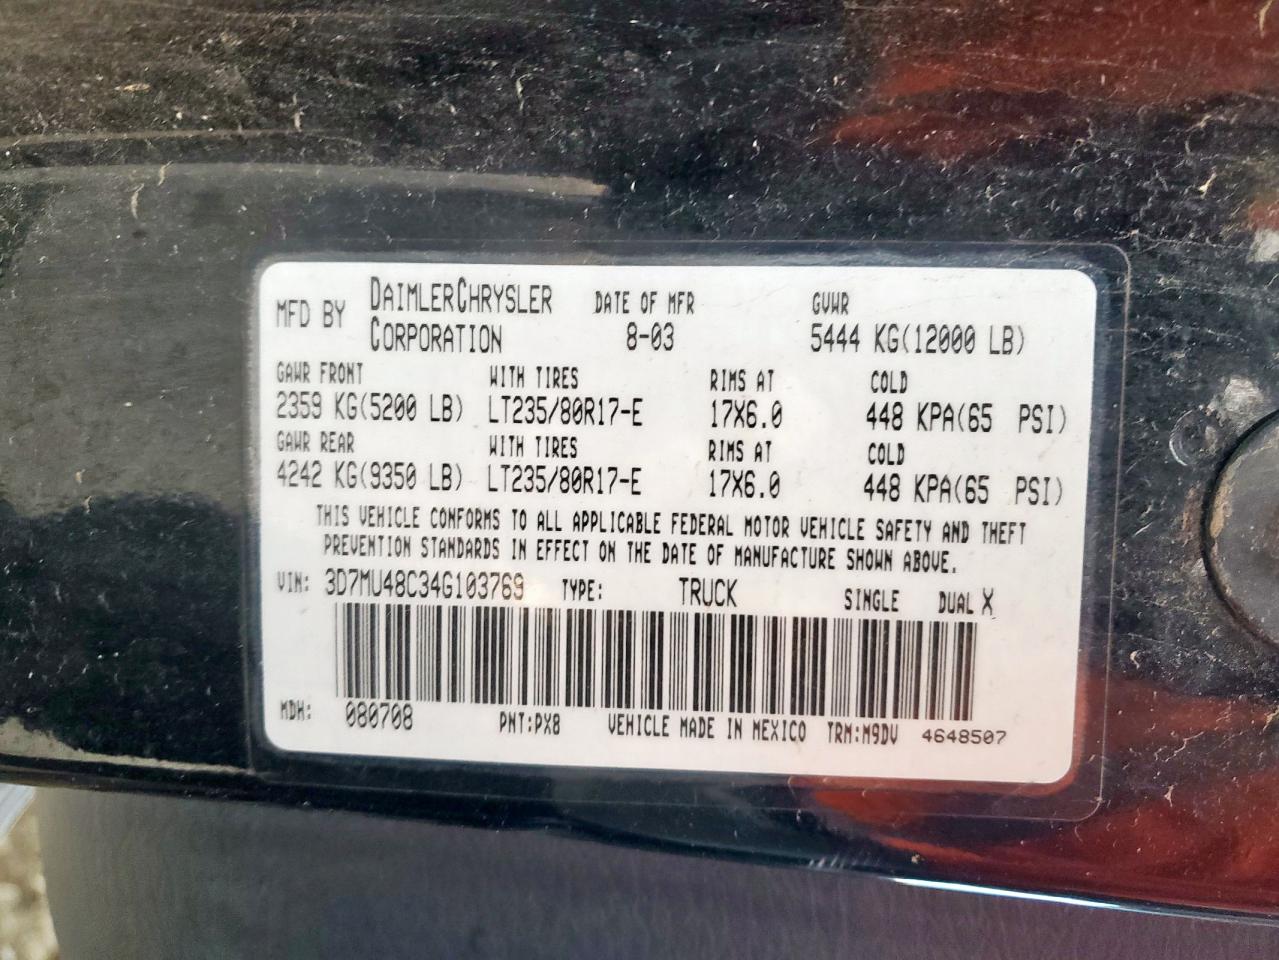 MFD BY DAIMLERCHRYSLER CORPORATION DATE OF MFR 8-03 GVWR 5444 KG(12000 LB)
GAWR FRONT WITH TIRES RIMS AT COLD
2359 KG(5200 LB) LT235/80R17-E 17X6.0 448 KPA(65 PSI)
GAWR REAR WITH TIRES RIMS AT COLD
4242 KG(9350 LB) LT235/80R17-E 17X6.0 448 KPA(65 PSI)
THIS VEHICLE CONFORMS TO ALL APPLICABLE FEDERAL MOTOR VEHICLE SAFETY AND THEFT
PREVENTION STANDARDS IN EFFECT ON THE DATE OF MANUFACTURE SHOWN ABOVE.
VIN: 3D7MU48C34G103769 TYPE: TRUCK SINGLE DUAL X
MDH: 080708 PNT:PX8 VEHICLE MADE IN MEXICO TRM:M9DV 4648507